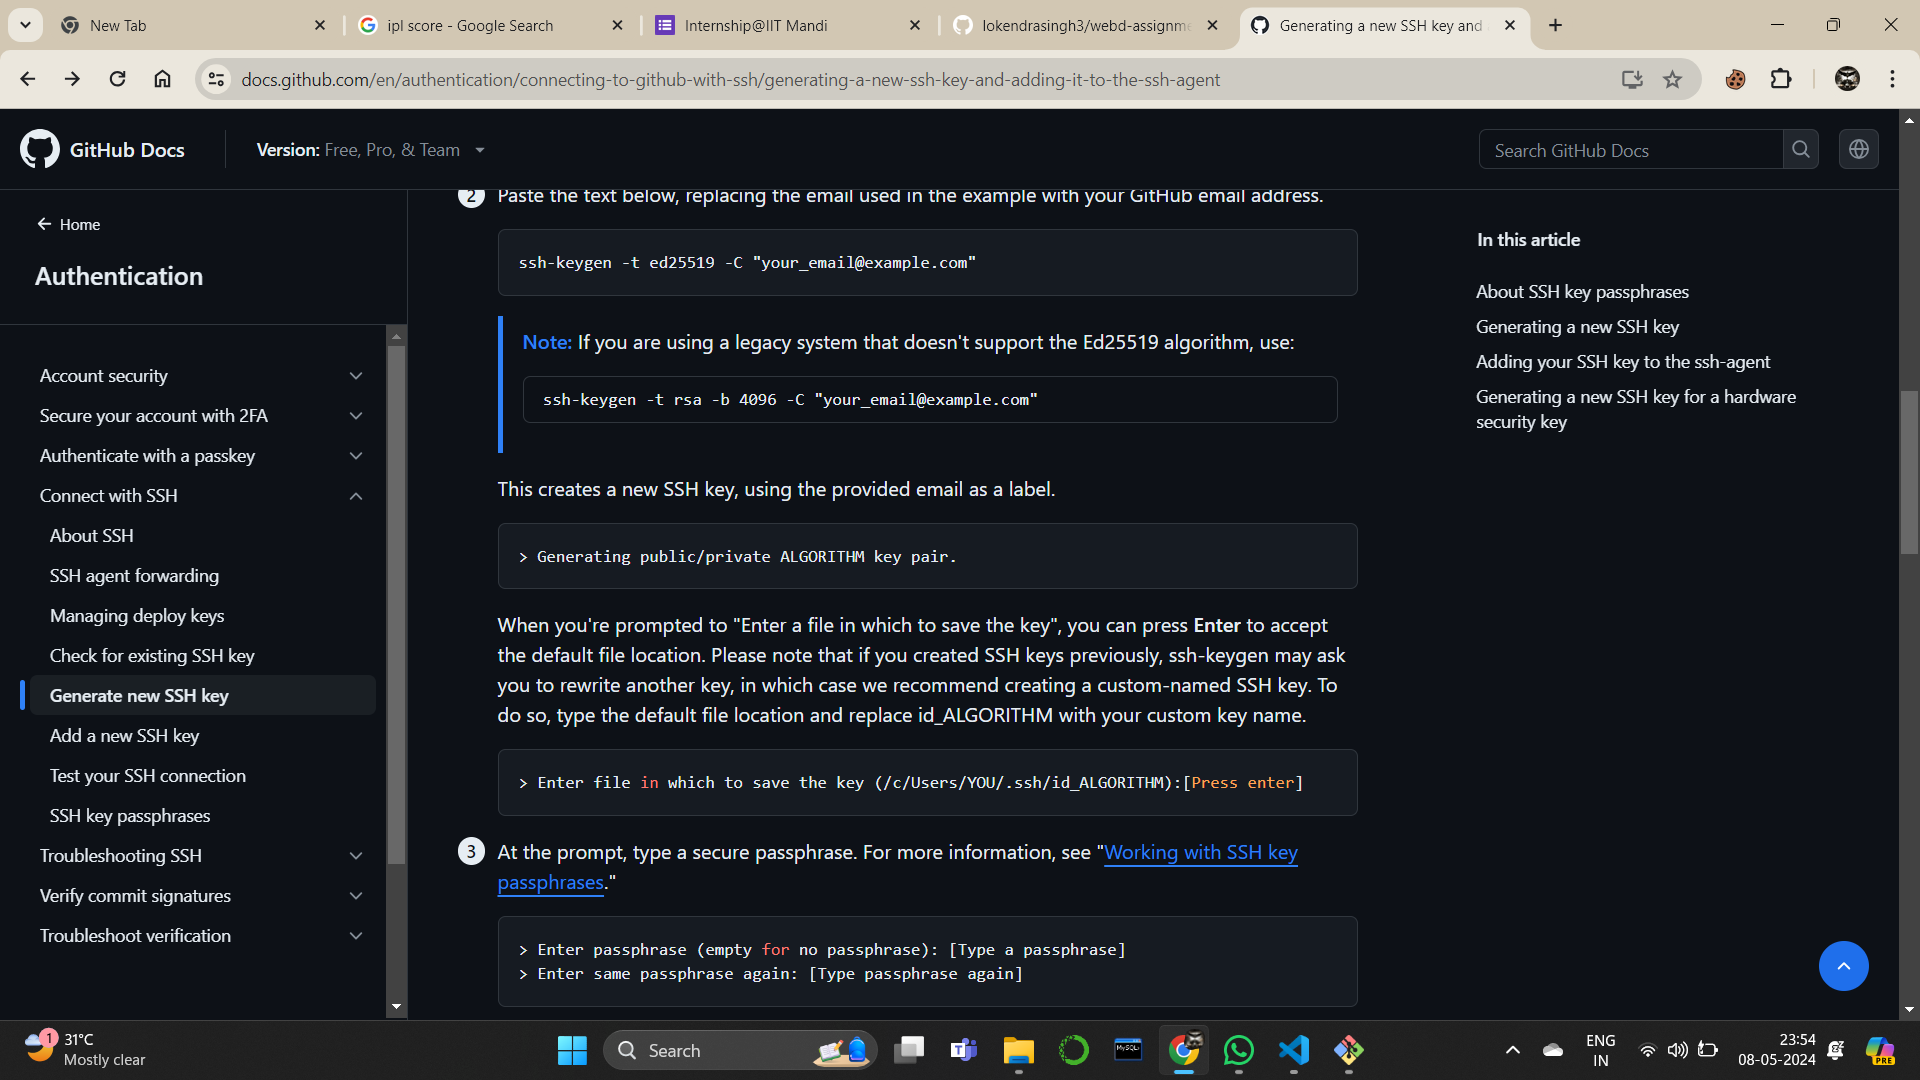 New Tab
ipl score - Google Search
Internship@IIT Mandi
lokendrasingh3/webd-assignme
Generating a new SSH key and
docs.github.com/en/authentication/connecting-to-github-with-ssh/generating-a-new-ssh-key-and-adding-it-to-the-ssh-agent
GitHub Docs
Version: Free, Pro, & Team
Search GitHub Docs
Home
Authentication
Account security
Secure your account with 2FA
Authenticate with a passkey
Connect with SSH
About SSH
SSH agent forwarding
Managing deploy keys
Check for existing SSH key
Generate new SSH key
Add a new SSH key
Test your SSH connection
SSH key passphrases
Troubleshooting SSH
Verify commit signatures
Troubleshoot verification
2 Paste the text below, replacing the email used in the example with your GitHub email address.
ssh-keygen -t ed25519 -C "your_email@example.com"
Note: If you are using a legacy system that doesn't support the Ed25519 algorithm, use:
ssh-keygen -t rsa -b 4096 -C "your_email@example.com"
This creates a new SSH key, using the provided email as a label.
> Generating public/private ALGORITHM key pair.
When you're prompted to "Enter a file in which to save the key", you can press Enter to accept
the default file location. Please note that if you created SSH keys previously, ssh-keygen may ask
you to rewrite another key, in which case we recommend creating a custom-named SSH key. To
do so, type the default file location and replace id_ALGORITHM with your custom key name.
> Enter file in which to save the key (/c/Users/YOU/.ssh/id_ALGORITHM):[Press enter]
3 At the prompt, type a secure passphrase. For more information, see "Working with SSH key
passphrases."
> Enter passphrase (empty for no passphrase): [Type a passphrase]
> Enter same passphrase again: [Type passphrase again]
In this article
About SSH key passphrases
Generating a new SSH key
Adding your SSH key to the ssh-agent
Generating a new SSH key for a hardware
security key
1
31°C
Mostly clear
Search
MySQL
ENG
IN
23:54
08-05-2024
PRE